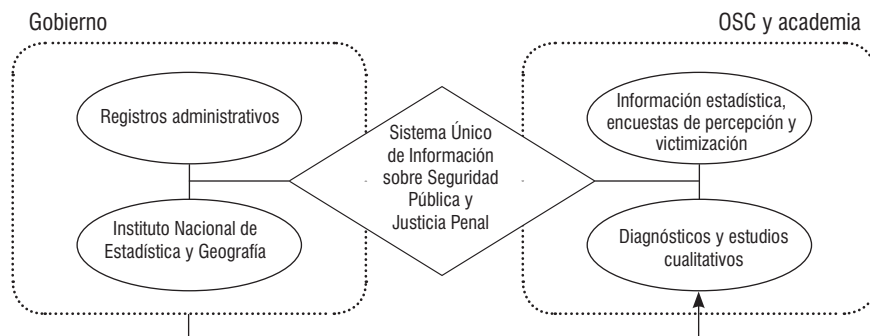 Gobierno
OSC y academia
Registros administrativos
Instituto Nacional de
Estadística y Geografía
Sistema Único
de Información
sobre Seguridad
Pública y
Justicia Penal
Información estadística,
encuestas de percepción y
victimización
Diagnósticos y estudios
cualitativos